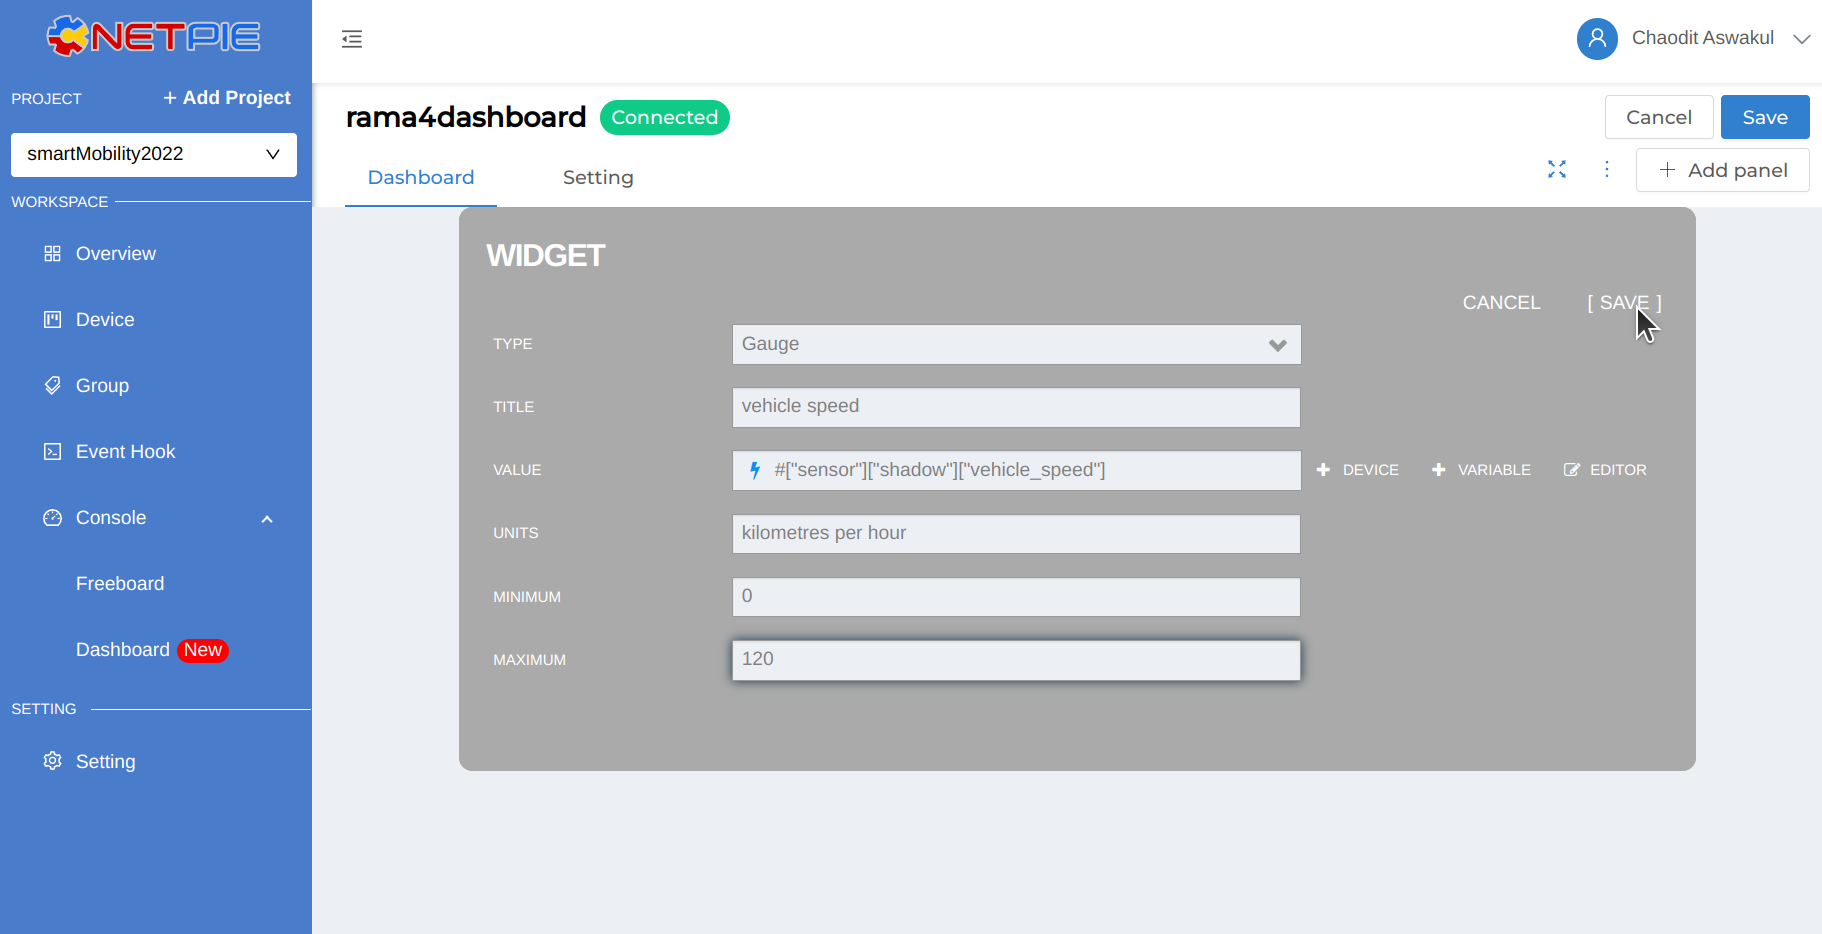 NETPIE
Chaodit Aswakul
PROJECT
+ Add Project
smartMobility2022
WORKSPACE
Overview
Device
Group
Event Hook
Console
Freeboard
Dashboard New
SETTING
Setting
rama4dashboard Connected
Cancel Save
Dashboard Setting
+ Add panel
WIDGET
CANCEL [ SAVE ]
TYPE Gauge
TITLE vehicle speed
VALUE #["sensor"]["shadow"]["vehicle_speed"] + DEVICE + VARIABLE EDITOR
UNITS kilometres per hour
MINIMUM 0
MAXIMUM 120